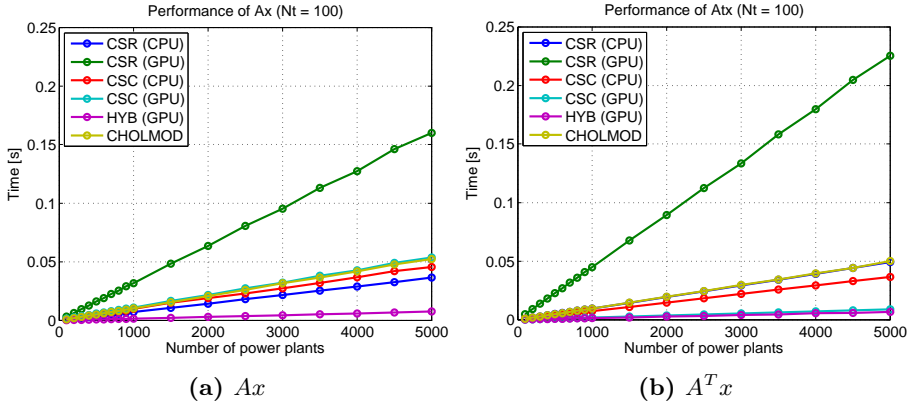 Performance of Ax (Nt = 100)
0.25
0.2
0.15
0.1
0.05
0
Time [s]
CSR (CPU)
CSR (GPU)
CSC (CPU)
CSC (GPU)
HYB (GPU)
CHOLMOD
0 1000 2000 3000 4000 5000
Number of power plants
(a) Ax
Performance of Atx (Nt = 100)
0.25
0.2
0.15
0.1
0.05
0
Time [s]
CSR (CPU)
CSR (GPU)
CSC (CPU)
CSC (GPU)
HYB (GPU)
CHOLMOD
0 1000 2000 3000 4000 5000
Number of power plants
(b) A^T x